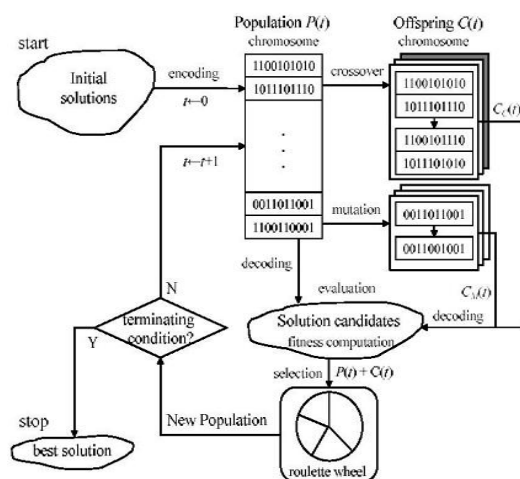 Population P(t)
Offspring C(t)
start
chromosome
chromosome
Initial
solutions
encoding
t←0
1100101010
1011101110
crossover
1100101010
1011101110
1100101110
1011101010
C_C(t)
t←t+1
.
.
.
0011011001
1100110001
mutation
0011011001
0011001001
decoding
C_M(t)
evaluation
N
Y
terminating
condition?
Solution candidates
fitness computation
decoding
selection
P(t) + C(t)
stop
New Population
best solution
roulette wheel